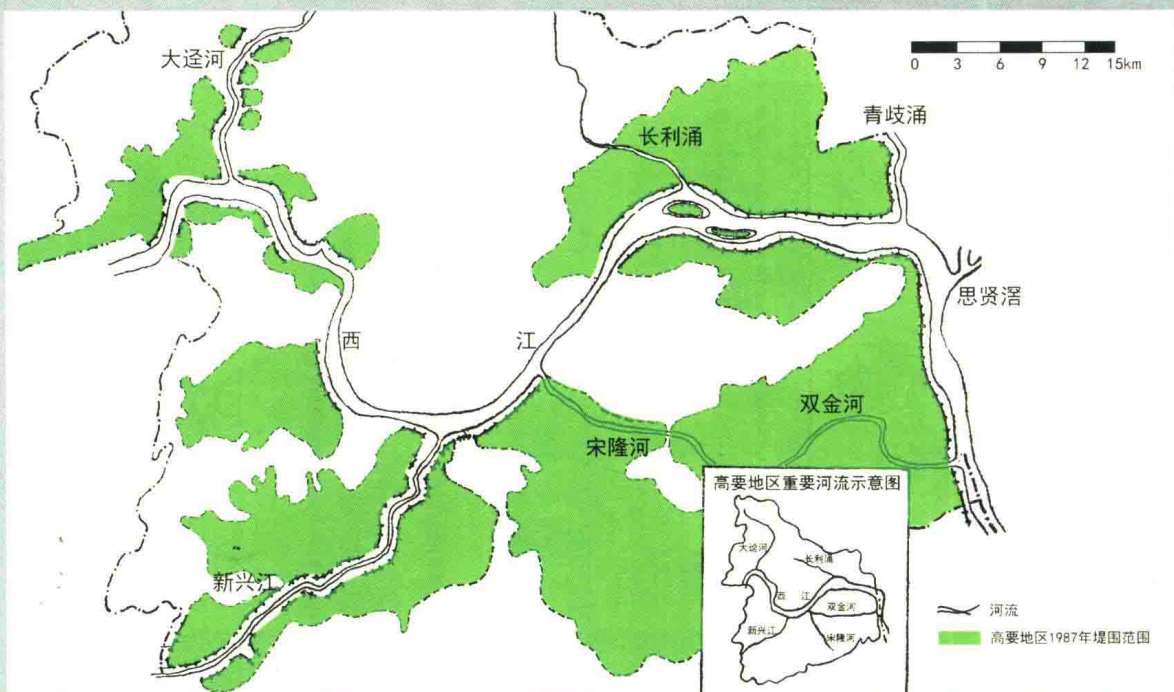 大迳河
0 3 6 9 12 15km
青歧涌
长利涌
思贤滘
西 江
双金河
宋隆河
高要地区重要河流示意图
大迳河
长利涌
西 江
双金河
新兴江
宋隆河
新兴江
河流
高要地区1987年堤围范围